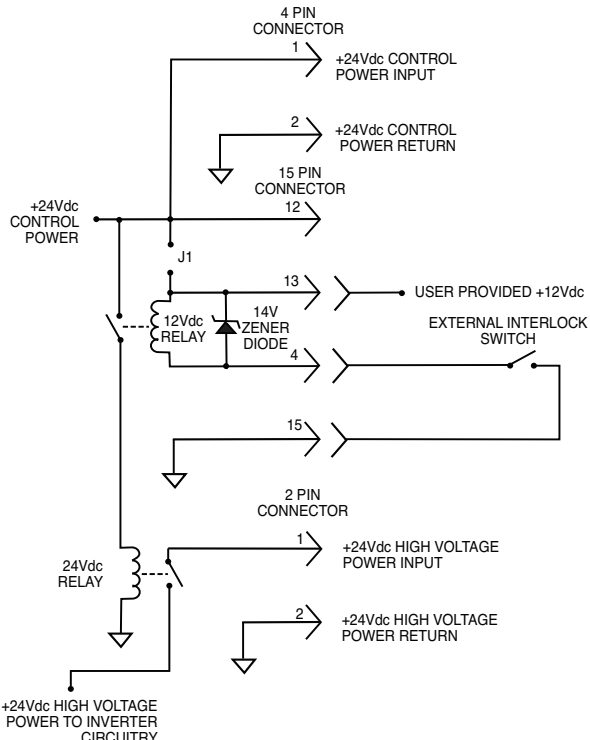 4 PIN
CONNECTOR
1
+24Vdc CONTROL
POWER INPUT
2
+24Vdc CONTROL
POWER RETURN
15 PIN
CONNECTOR
12
+24Vdc
CONTROL
POWER
J1
13
USER PROVIDED +12Vdc
12Vdc
RELAY
14V
ZENER
DIODE
EXTERNAL INTERLOCK
SWITCH
4
15
2 PIN
CONNECTOR
1
+24Vdc HIGH VOLTAGE
POWER INPUT
24Vdc
RELAY
2
+24Vdc HIGH VOLTAGE
POWER RETURN
+24Vdc HIGH VOLTAGE
POWER TO INVERTER
CIRCUITRY